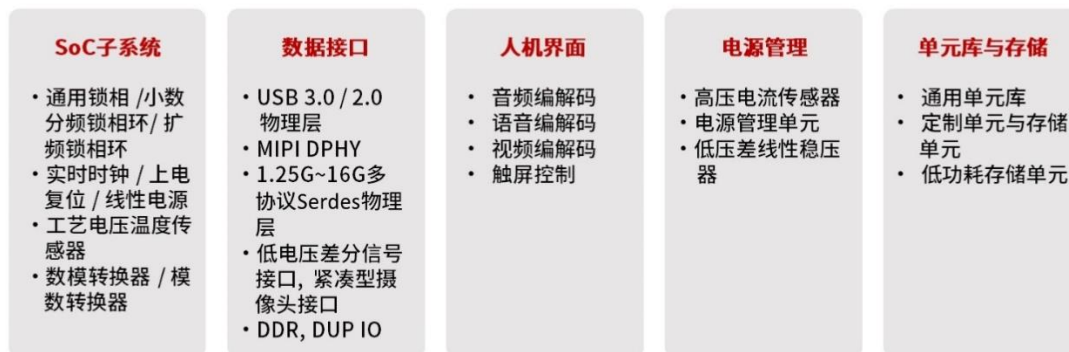 SoC子系统
• 通用锁相 /小数
分频锁相环/ 扩
频锁相环
• 实时时钟 / 上电
复位 / 线性电源
• 工艺电压温度传
感器
• 数模转换器 / 模
数转换器
数据接口
• USB 3.0 / 2.0
物理层
• MIPI DPHY
• 1.25G~16G多
协议Serdes物理
层
• 低电压差分信号
接口, 紧凑型摄
像头接口
• DDR, DUP IO
人机界面
• 音频编解码
• 语音编解码
• 视频编解码
• 触屏控制
电源管理
• 高压电流传感器
• 电源管理单元
• 低压差线性稳压
器
单元库与存储
• 通用单元库
• 定制单元与存储
单元
• 低功耗存储单元